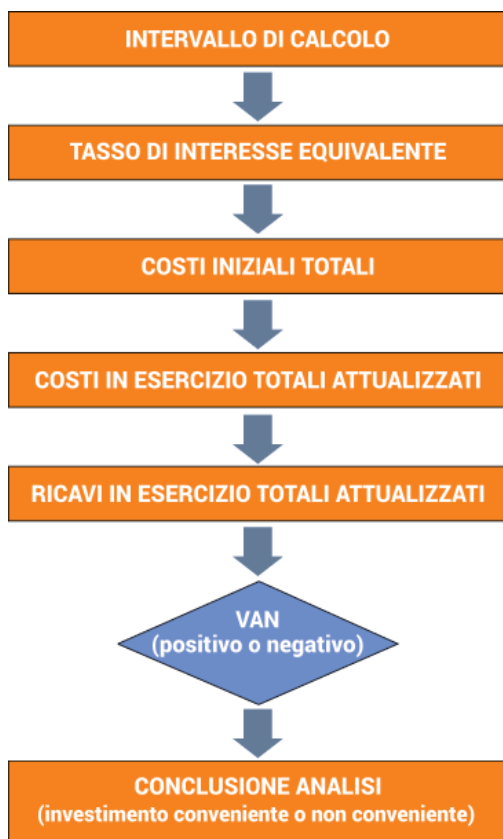 INTERVALLO DI CALCOLO
TASSO DI INTERESSE EQUIVALENTE
COSTI INIZIALI TOTALI
COSTI IN ESERCIZIO TOTALI ATTUALIZZATI
RICAVI IN ESERCIZIO TOTALI ATTUALIZZATI
VAN
(positivo o negativo)
CONCLUSIONE ANALISI
(investimento conveniente o non conveniente)